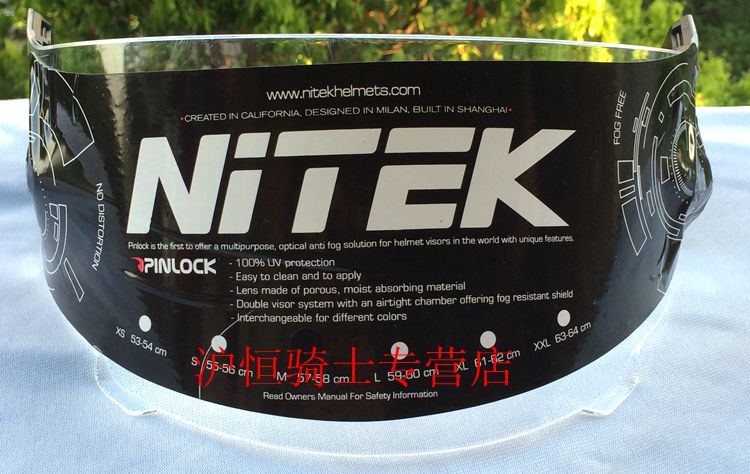 www.nitekhelmets.com
•CREATED IN CALIFORNIA, DESIGNED IN MILAN, BUILT IN SHANGHAI•
NiTEK
FOG FREE
NO DISTORTION
Pinlock is the first to offer a multipurpose, optical anti fog solution for helmet visors in the world with unique features.
PINLOCK
- 100% UV protection
- Easy to clean and to apply
- Lens made of porous, moist absorbing material
- Double visor system with an airtight chamber offering fog resistant shield
- Interchangeable for different colors
XS 53-54 cm
S 55-56 cm
M 57-58 cm
L 59-60 cm
XL 61-62 cm
XXL 63-64 cm
沪恒骑士专营店
Read Owners Manual For Safety Information